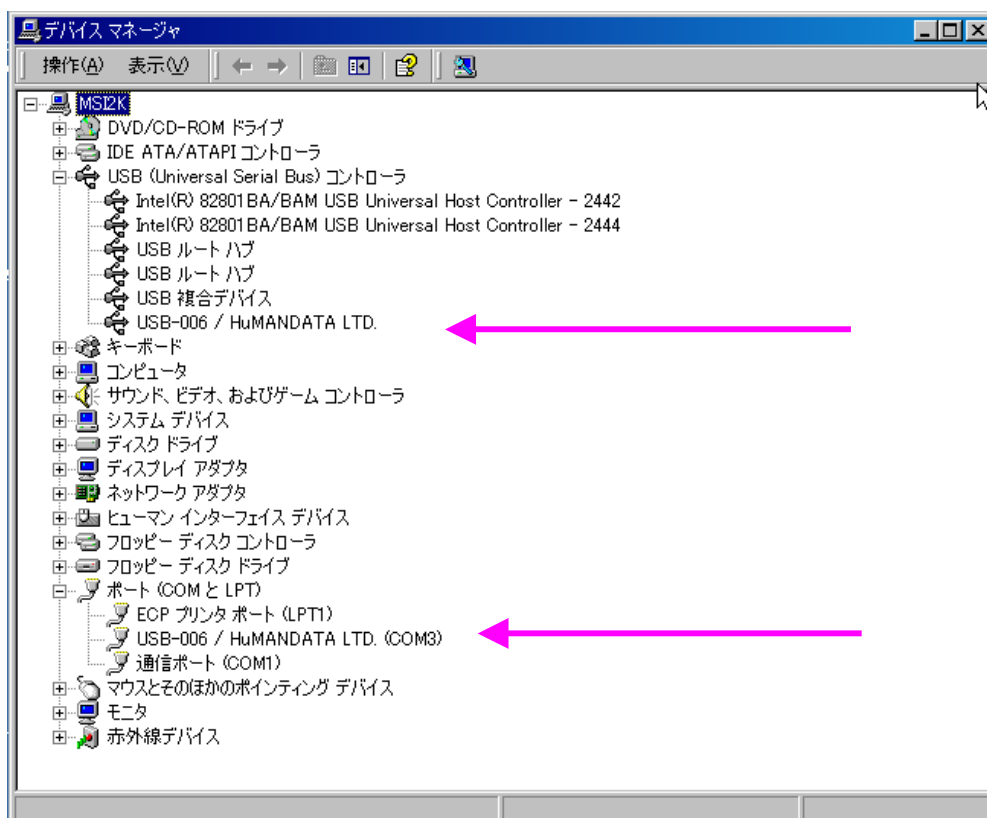 デバイス マネージャ
操作(A) 表示(V)
MSI2K
DVD/CD-ROM ドライブ
IDE ATA/ATAPI コントローラ
USB (Universal Serial Bus) コントローラ
Intel(R) 82801BA/BAM USB Universal Host Controller - 2442
Intel(R) 82801BA/BAM USB Universal Host Controller - 2444
USB ルート ハブ
USB ルート ハブ
USB 複合デバイス
USB-006 / HuMANDATA LTD.
キーボード
コンピュータ
サウンド、ビデオ、およびゲーム コントローラ
システム デバイス
ディスク ドライブ
ディスプレイ アダプタ
ネットワーク アダプタ
ヒューマン インターフェイス デバイス
フロッピー ディスク コントローラ
フロッピー ディスク ドライブ
ポート (COM と LPT)
ECP プリンタ ポート (LPT1)
USB-006 / HuMANDATA LTD. (COM3)
通信ポート (COM1)
マウスとそのほかのポインティング デバイス
モニタ
赤外線デバイス